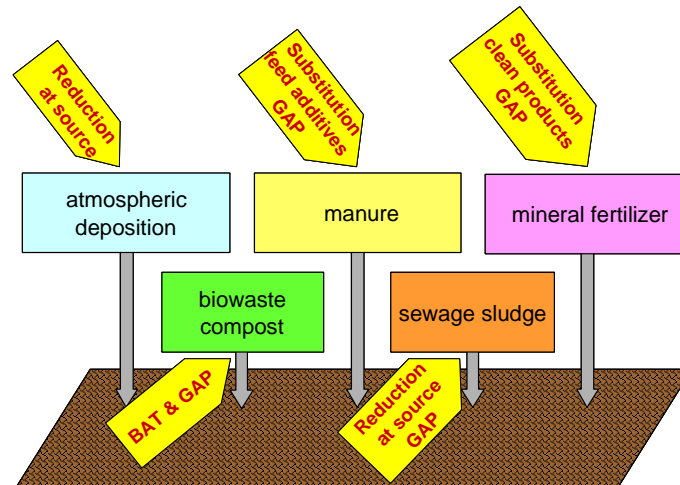 Reduction
at source
Substitution
feed additives
GAP
Substitution
clean products
GAP
atmospheric
deposition
manure
mineral fertilizer
biowaste
compost
sewage sludge
BAT & GAP
Reduction
at source
GAP